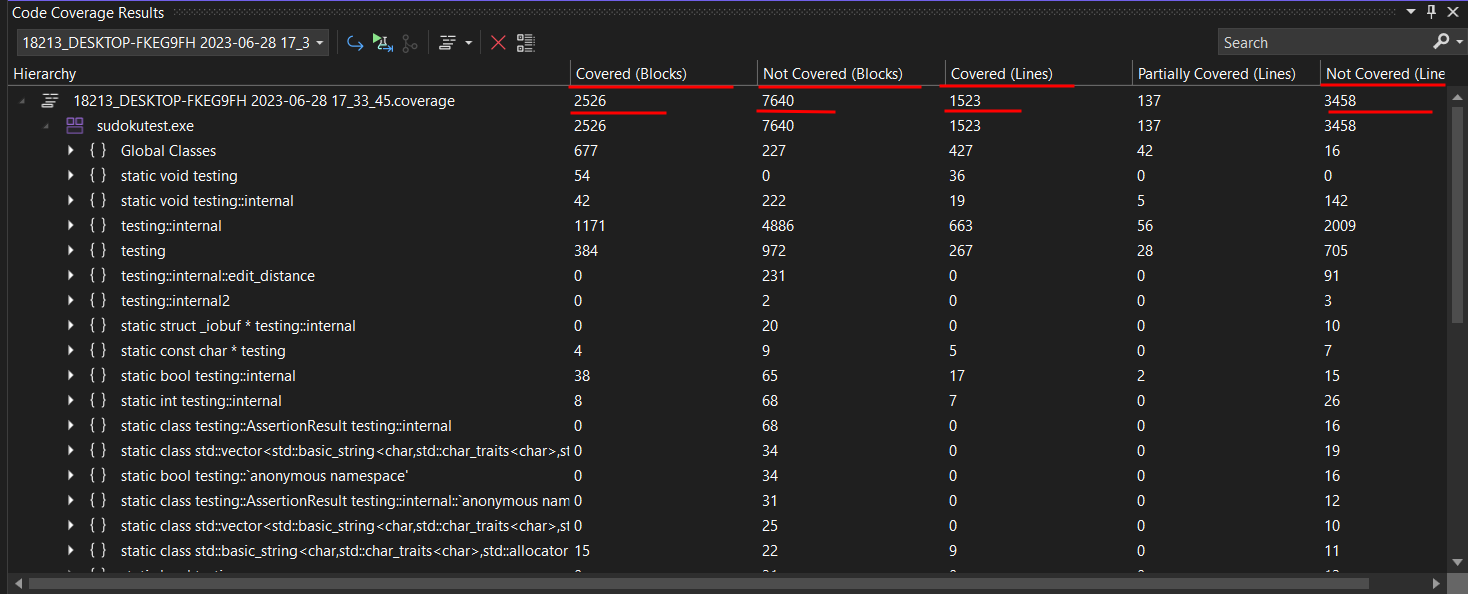 Code Coverage Results
18213_DESKTOP-FKEG9FH 2023-06-28 17_3
Search
Hierarchy Covered (Blocks) Not Covered (Blocks) Covered (Lines) Partially Covered (Lines) Not Covered (Line
18213_DESKTOP-FKEG9FH 2023-06-28 17_33_45.coverage 2526 7640 1523 137 3458
sudokutest.exe 2526 7640 1523 137 3458
{ } Global Classes 677 227 427 42 16
{ } static void testing 54 0 36 0 0
{ } static void testing::internal 42 222 19 5 142
{ } testing::internal 1171 4886 663 56 2009
{ } testing 384 972 267 28 705
{ } testing::internal::edit_distance 0 231 0 0 91
{ } testing::internal2 0 2 0 0 3
{ } static struct _iobuf * testing::internal 0 20 0 0 10
{ } static const char * testing 4 9 5 0 7
{ } static bool testing::internal 38 65 17 2 15
{ } static int testing::internal 8 68 7 0 26
{ } static class testing::AssertionResult testing::internal 0 68 0 0 16
{ } static class std::vector<std::basic_string<char,std::char_traits<char>,st 0 34 0 0 19
{ } static bool testing::`anonymous namespace' 0 34 0 0 16
{ } static class testing::AssertionResult testing::internal::`anonymous nam 0 31 0 0 12
{ } static class std::vector<std::basic_string<char,std::char_traits<char>,st 0 25 0 0 10
{ } static class std::basic_string<char,std::char_traits<char>,std::allocator 15 22 9 0 11